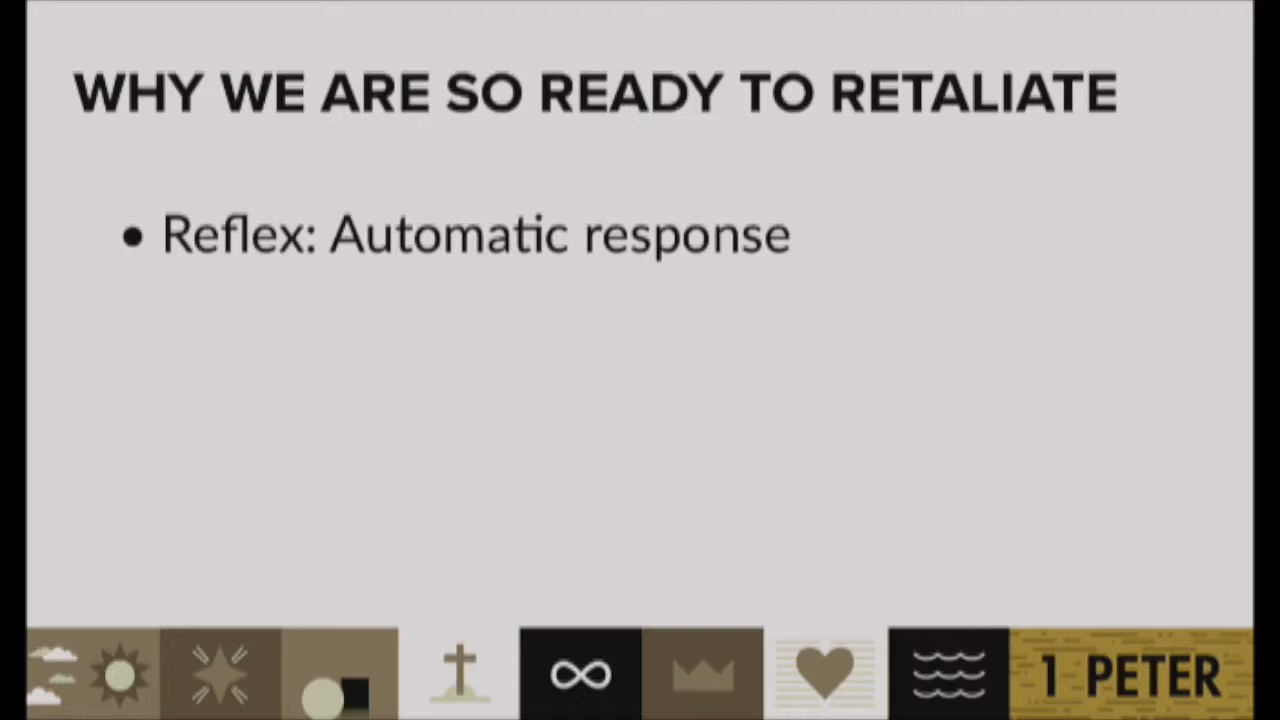 WHY WE ARE SO READY TO RETALIATE
• Reflex: Automatic response
1 PETER